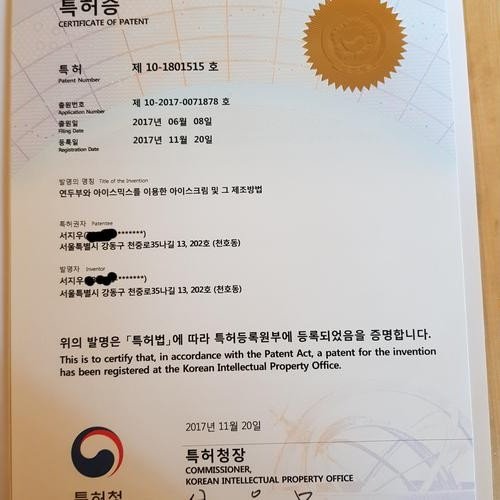 특허증
CERTIFICATE OF PATENT
특허 제 10-1801515 호
Patent Number
출원번호 제 10-2017-0071878 호
Application Number
출원일 2017년 06월 08일
Filing Date
등록일 2017년 11월 20일
Registration Date
발명의 명칭 Title of the Invention
연두부와 아이스믹스를 이용한 아이스크림 및 그 제조방법
특허권자 Patentee
서지우(*******)
서울특별시 강동구 천중로35나길 13, 202호 (천호동)
발명자 Inventor
서지우(*******)
서울특별시 강동구 천중로35나길 13, 202호 (천호동)
위의 발명은 「특허법」에 따라 특허등록원부에 등록되었음을 증명합니다.
This is to certify that, in accordance with the Patent Act, a patent for the invention
has been registered at the Korean Intellectual Property Office.
2017년 11월 20일
특허청장
COMMISSIONER,
KOREAN INTELLECTUAL PROPERTY OFFICE
특허청